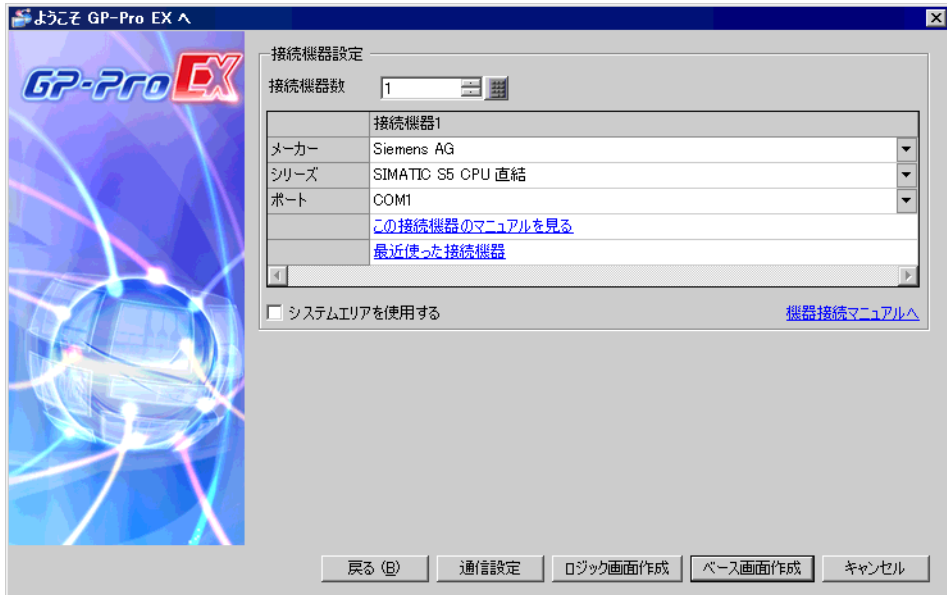 ようこそ GP-Pro EX へ
GP-Pro EX
接続機器設定
接続機器数 1
接続機器1
メーカー Siemens AG
シリーズ SIMATIC S5 CPU 直結
ポート COM1
この接続機器のマニュアルを見る
最近使った接続機器
システムエリアを使用する 機器接続マニュアルへ
戻る (B) 通信設定 ロジック画面作成 ベース画面作成 キャンセル